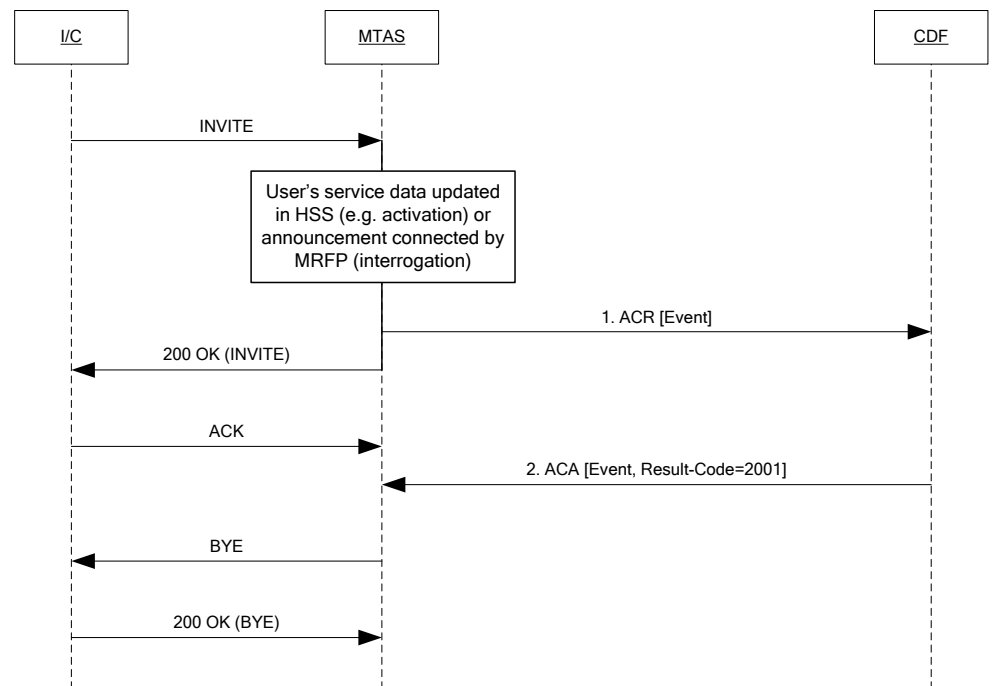 I/C
MTAS
CDF
INVITE
User's service data updated
in HSS (e.g. activation) or
announcement connected by
MRFP (interrogation)
1. ACR [Event]
200 OK (INVITE)
ACK
2. ACA [Event, Result-Code=2001]
BYE
200 OK (BYE)